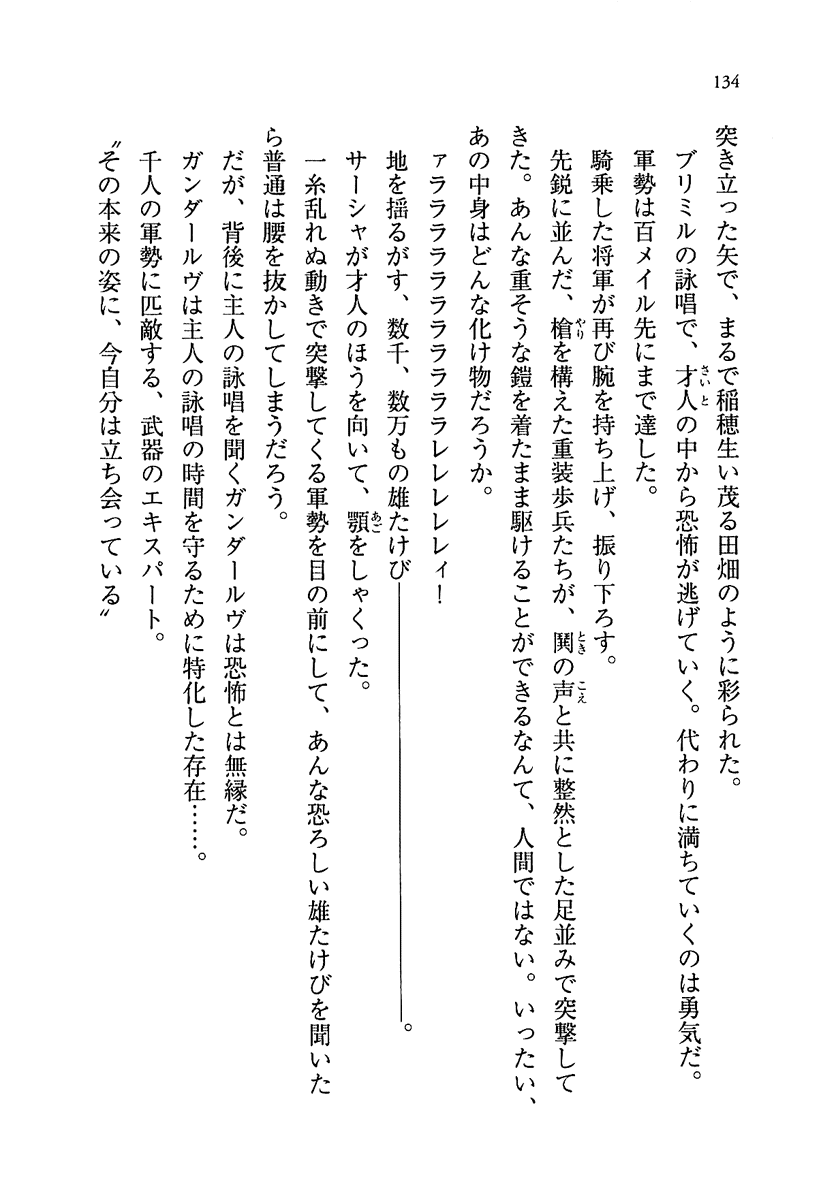 134
突き立った矢で、まるで稲穂生い茂る田畑のように彩られた。
ブリミルの詠唱で、才人の中から恐怖が逃げていく。代わりに満ちていくのは勇気だ。
軍勢は百メイル先にまで達した。
騎乗した将軍が再び腕を持ち上げ、振り下ろす。
先鋭に並んだ、槍を構えた重装歩兵たちが、鬨の声と共に整然とした足並みで突撃して
きた。あんな重そうな鎧を着たまま駆けることができるなんて、人間ではない。いったい、
あの中身はどんな化け物だろうか。
ァララララララララララララレレレレレィ！
地を揺るがす、数千、数万もの雄たけび――――――――――――――――――。
サーシャが才人のほうを向いて、顎をしゃくった。
一糸乱れぬ動きで突撃してくる軍勢を目の前にして、あんな恐ろしい雄たけびを聞いた
ら普通は腰を抜かしてしまうだろう。
だが、背後に主人の詠唱を聞くガンダールヴは恐怖とは無縁だ。
ガンダールヴは主人の詠唱の時間を守るために特化した存在……。
千人の軍勢に匹敵する、武器のエキスパート。
〝その本来の姿に、今自分は立ち会っている〟